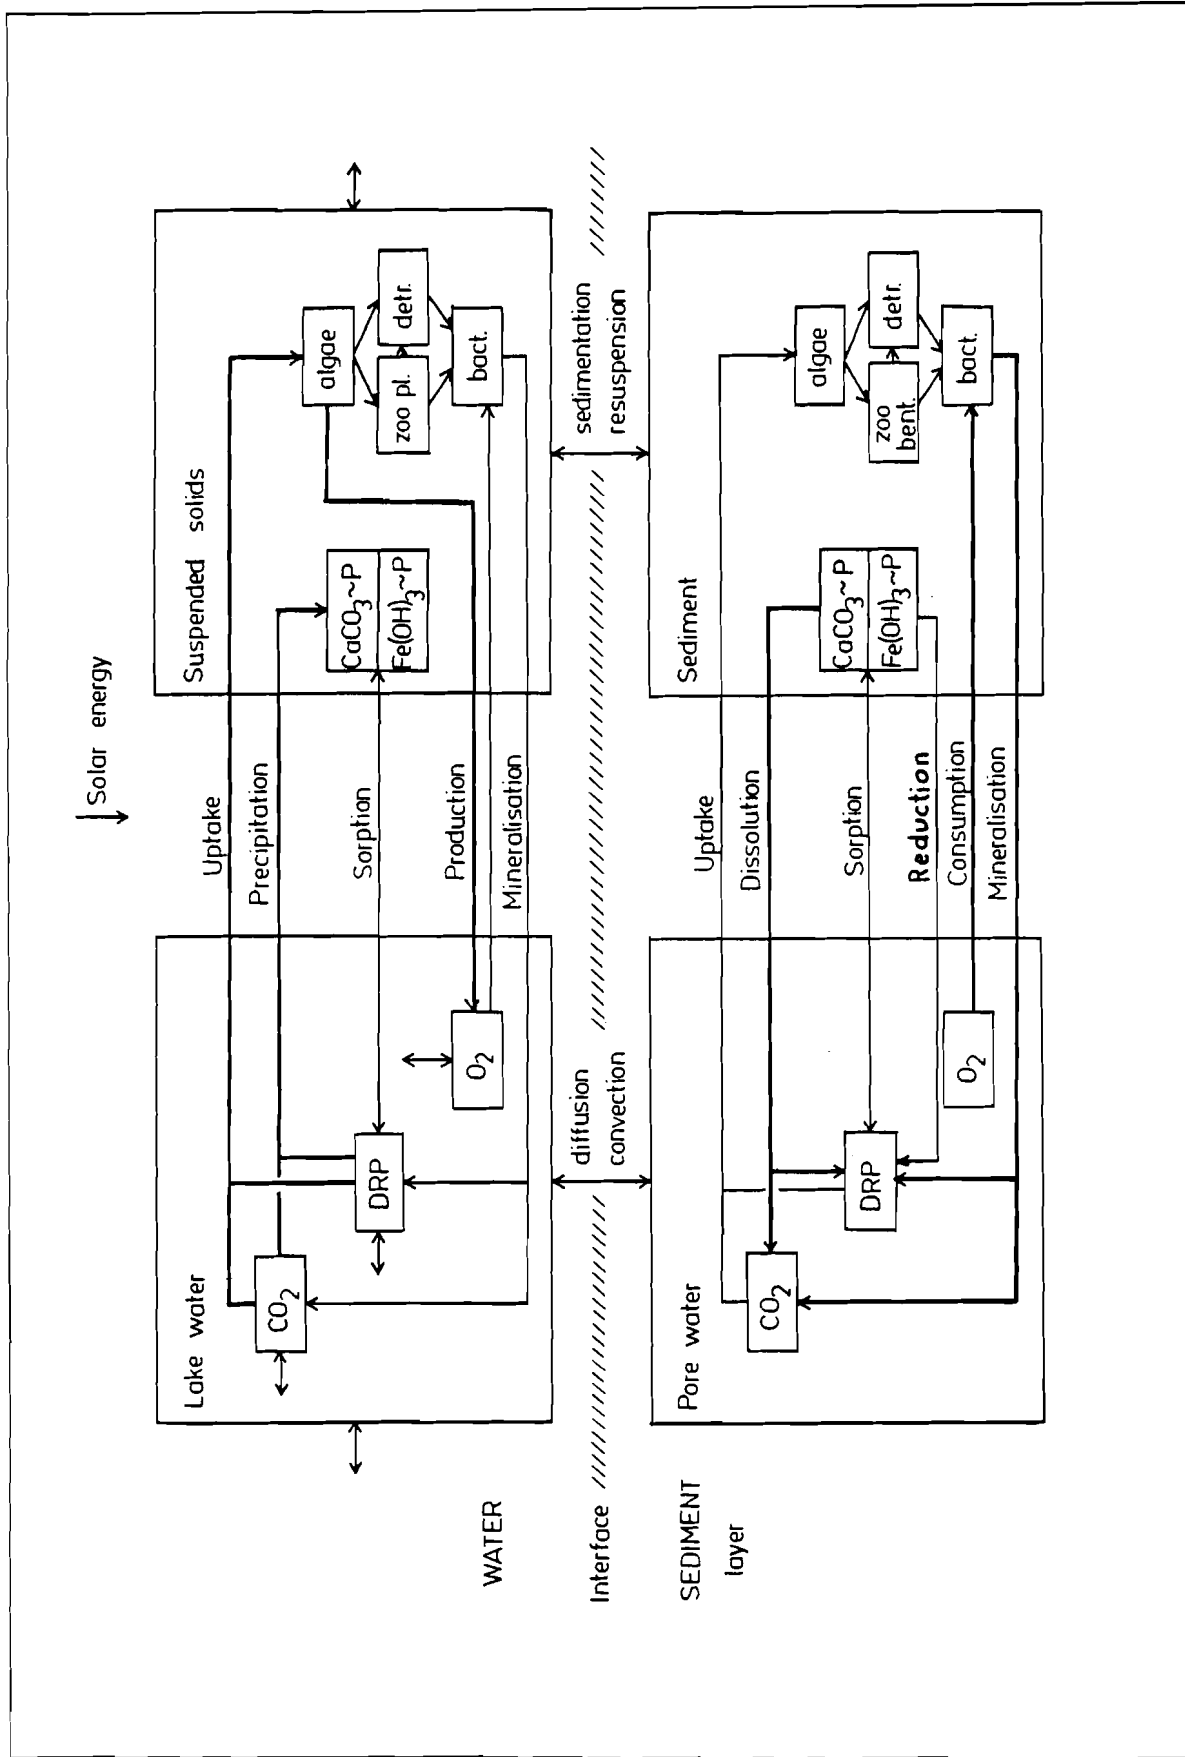 Solar energy
Lake water
Suspended solids
Uptake
Precipitation
Sorption
Production
Mineralisation
CO2
DRP
O2
CaCO3~P
Fe(OH)3~P
algae
zoo pl.
detr.
bact.
WATER
Interface
diffusion
convection
sedimentation
resuspension
SEDIMENT
layer
Pore water
Sediment
Uptake
Dissolution
Sorption
Reduction
Consumption
Mineralisation
CO2
DRP
O2
CaCO3~P
Fe(OH)3~P
algae
zoo
bent.
detr.
bact.